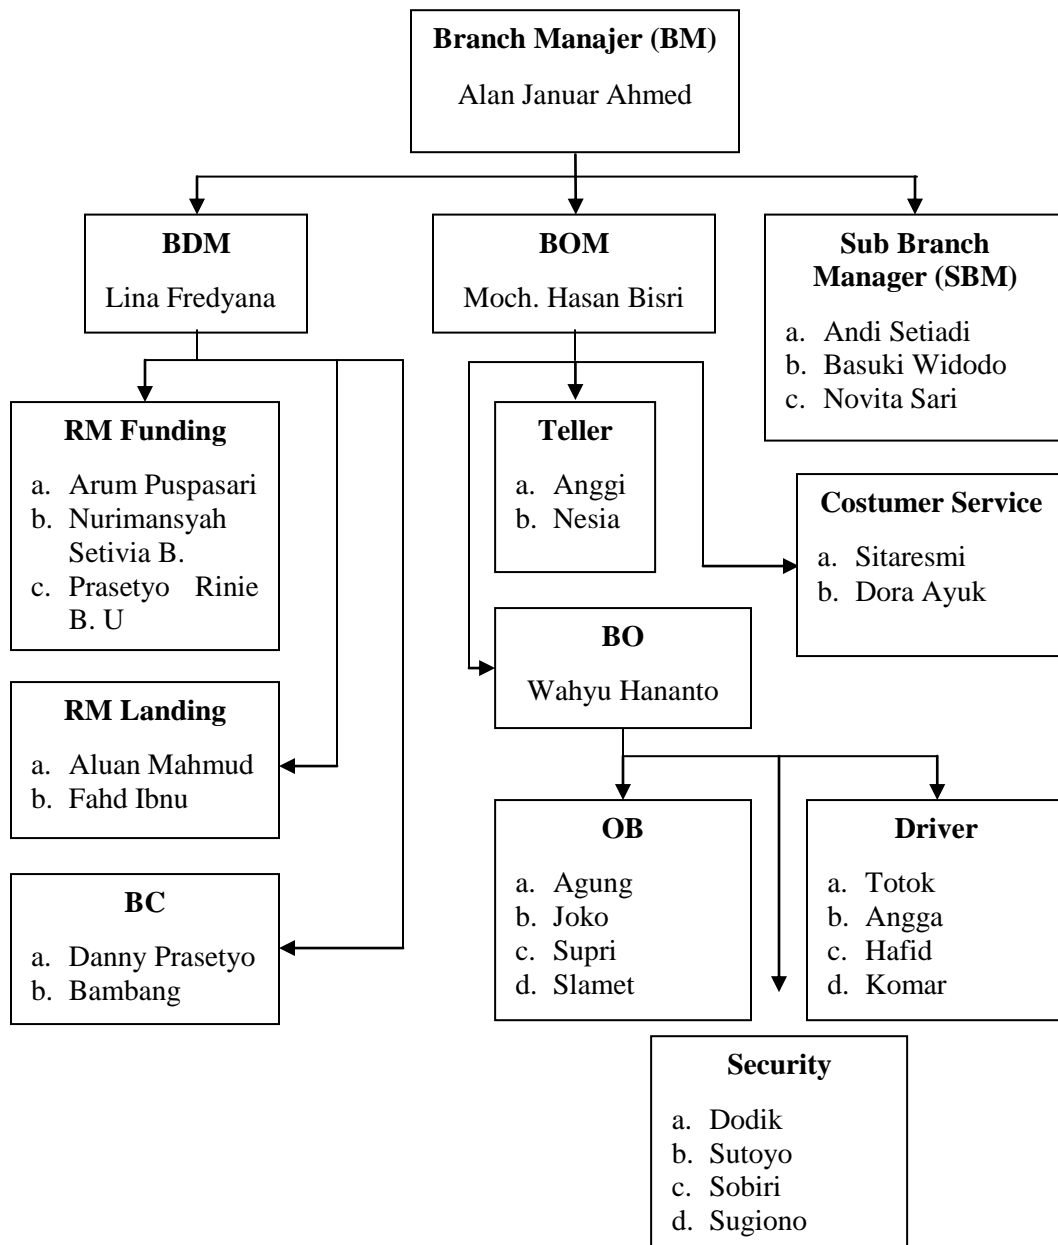 Branch Manajer (BM)
Alan Januar Ahmed
BDM
Lina Fredyana
BOM
Moch. Hasan Bisri
Sub Branch
Manager (SBM)
a. Andi Setiadi
b. Basuki Widodo
c. Novita Sari
RM Funding
a. Arum Puspasari
b. Nurimansyah
Setivia B.
c. Prasetyo Rinie
B. U
Teller
a. Anggi
b. Nesia
Costumer Service
a. Sitaresmi
b. Dora Ayuk
BO
Wahyu Hananto
RM Landing
a. Aluan Mahmud
b. Fahd Ibnu
OB
a. Agung
b. Joko
c. Supri
d. Slamet
Driver
a. Totok
b. Angga
c. Hafid
d. Komar
BC
a. Danny Prasetyo
b. Bambang
Security
a. Dodik
b. Sutoyo
c. Sobiri
d. Sugiono